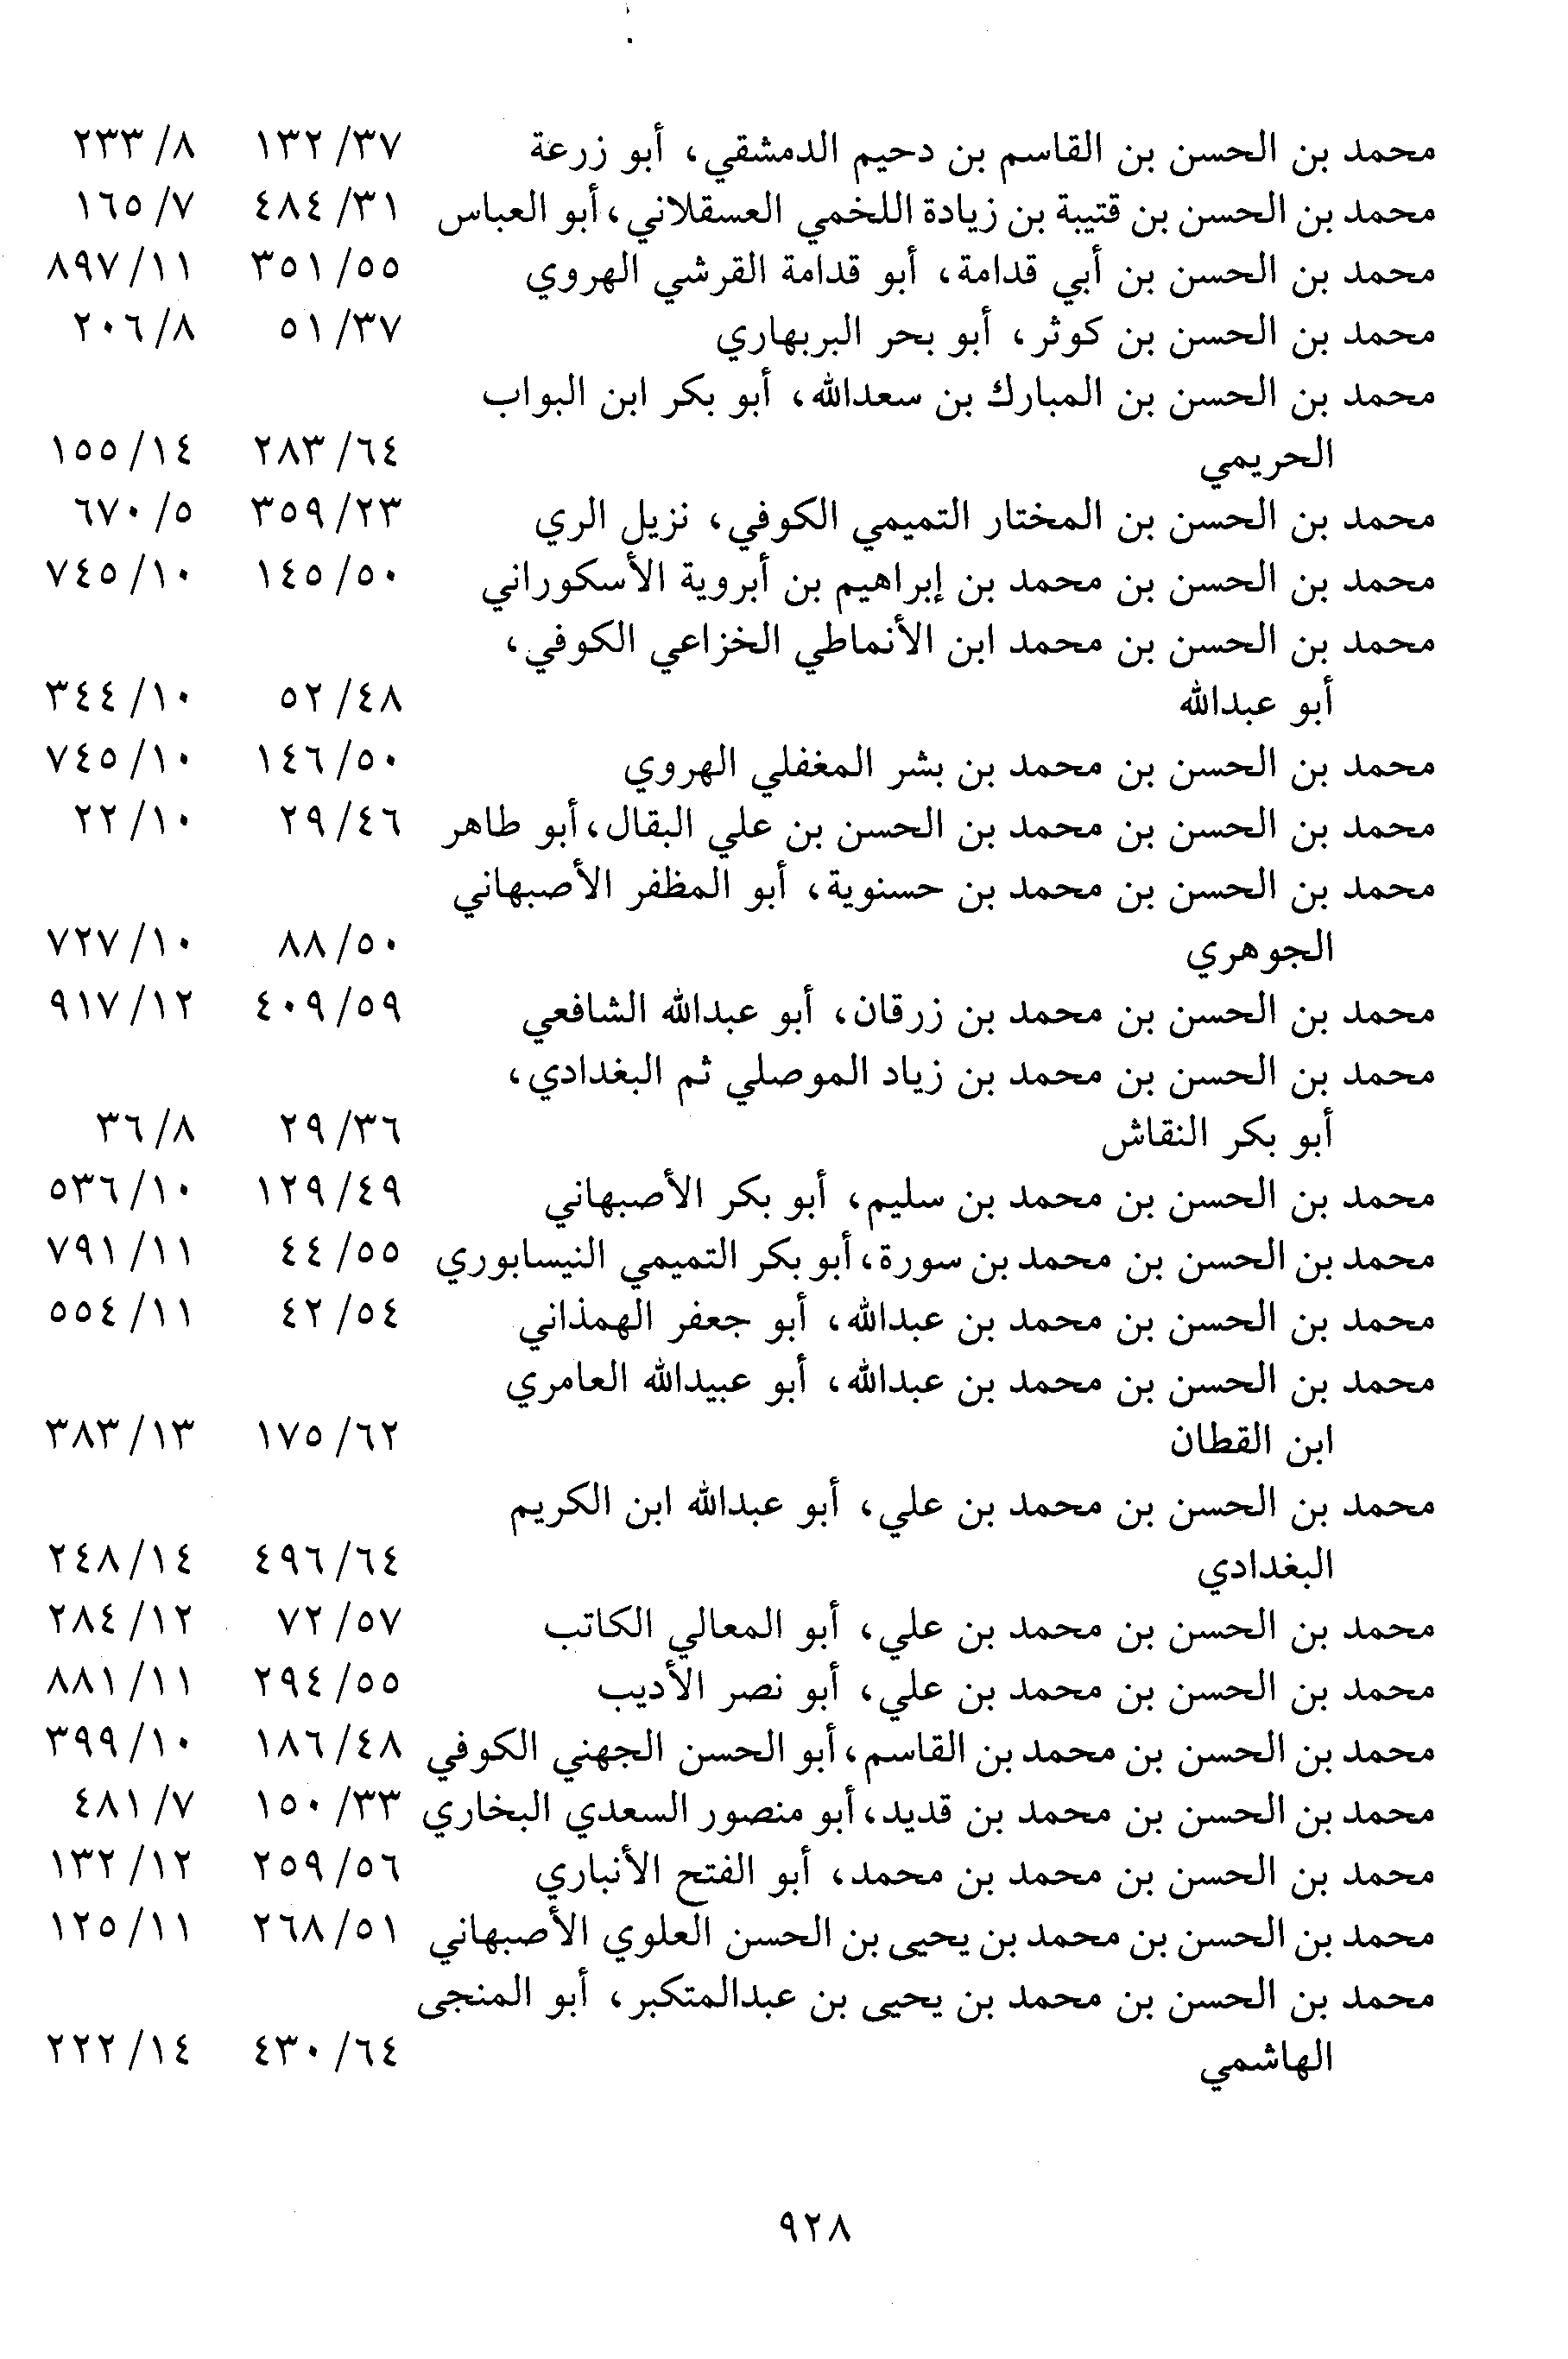 محمد بن الحسن بن القاسم بن دحيم الدمشقي، أبو زرعة ٣٧/ ١٣٢ ٨/ ٢٣٣
محمد بن الحسن بن قتيبة بن زيادة اللخمي العسقلاني، أبو العباس ٣١/ ٤٨٤ ٧/ ١٦٥
محمد بن الحسن بن أبي قدامة، أبو قدامة القرشي الهروي ٥٥/ ٣٥١ ١١/ ٨٩٧
محمد بن الحسن بن كوثر، أبو بحر البربهاري ٣٧/ ٥١ ٨/ ٢٠٦
محمد بن الحسن بن المبارك بن سعدالله، أبو بكر ابن البواب
الحريمي ٦٤/ ٢٨٣ ١٤/ ١٥٥
محمد بن الحسن بن المختار التميمي الكوفي، نزيل الري ٢٣/ ٣٥٩ ٥/ ٦٧٠
محمد بن الحسن بن محمد بن إبراهيم بن أبروية الأسكوراني ٥٠/ ١٤٥ ١٠/ ٧٤٥
محمد بن الحسن بن محمد ابن الأنماطي الخزاعي الكوفي،
أبو عبدالله ٤٨/ ٥٢ ١٠/ ٣٤٤
محمد بن الحسن بن محمد بن بشر المغفلي الهروي ٥٠/ ١٤٦ ١٠/ ٧٤٥
محمد بن الحسن بن محمد بن الحسن بن علي البقال، أبو طاهر ٤٦/ ٢٩ ١٠/ ٢٢
محمد بن الحسن بن محمد بن حسنوية، أبو المظفر الأصبهاني
الجوهري ٥٠/ ٨٨ ١٠/ ٧٢٧
محمد بن الحسن بن محمد بن زرقان، أبو عبدالله الشافعي ٥٩/ ٤٠٩ ١٢/ ٩١٧
محمد بن الحسن بن محمد بن زياد الموصلي ثم البغدادي،
أبو بكر النقاش ٣٦/ ٢٩ ٨/ ٣٦
محمد بن الحسن بن محمد بن سليم، أبو بكر الأصبهاني ٤٩/ ١٢٩ ١٠/ ٥٣٦
محمد بن الحسن بن محمد بن سورة، أبو بكر التميمي النيسابوري ٥٥/ ٤٤ ١١/ ٧٩١
محمد بن الحسن بن محمد بن عبدالله، أبو جعفر الهمذاني ٥٤/ ٤٢ ١١/ ٥٥٤
محمد بن الحسن بن محمد بن عبدالله، أبو عبيدالله العامري
ابن القطان ٦٢/ ١٧٥ ١٣/ ٣٨٣
محمد بن الحسن بن محمد بن علي، أبو عبدالله ابن الكريم
البغدادي ٦٤/ ٤٩٦ ١٤/ ٢٤٨
محمد بن الحسن بن محمد بن علي، أبو المعالي الكاتب ٥٧/ ٧٢ ١٢/ ٢٨٤
محمد بن الحسن بن محمد بن علي، أبو نصر الأديب ٥٥/ ٢٩٤ ١١/ ٨٨١
محمد بن الحسن بن محمد بن القاسم، أبو الحسن الجهني الكوفي ٤٨/ ١٨٦ ١٠/ ٣٩٩
محمد بن الحسن بن محمد بن قديد، أبو منصور السعدي البخاري ٣٣/ ١٥٠ ٧/ ٤٨١
محمد بن الحسن بن محمد بن محمد، أبو الفتح الأنباري ٥٦/ ٢٥٩ ١٢/ ١٣٢
محمد بن الحسن بن محمد بن يحيى بن الحسن العلوي الأصبهاني ٥١/ ٢٦٨ ١١/ ١٢٥
محمد بن الحسن بن محمد بن يحيى بن عبدالمتكبر، أبو المنجى
الهاشمي ٦٤/ ٤٣٠ ١٤/ ٢٢٢
٩٢٨